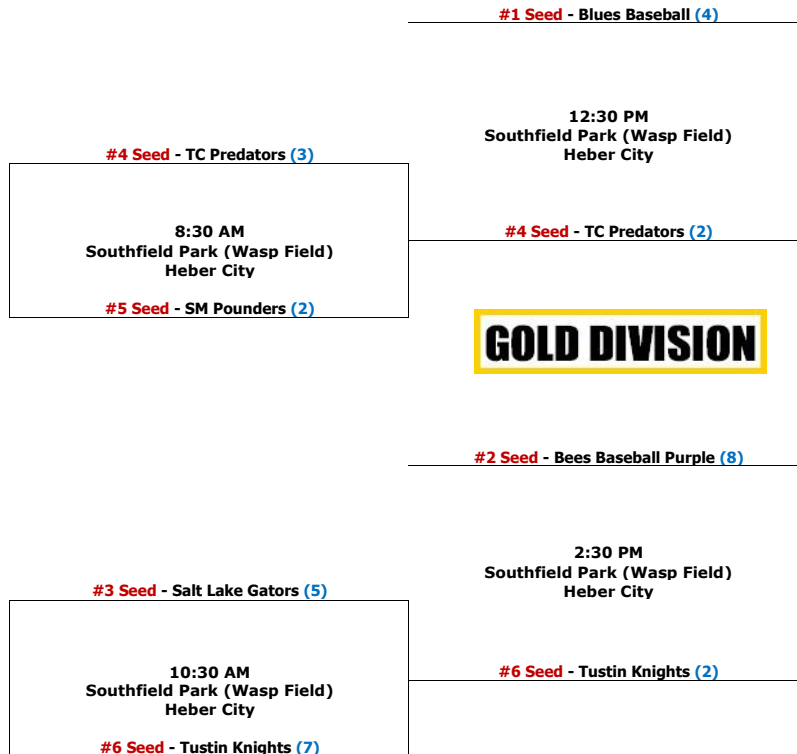 #1 Seed - Blues Baseball (4)
12:30 PM
Southfield Park (Wasp Field)
Heber City
#4 Seed - TC Predators (3)
8:30 AM
Southfield Park (Wasp Field)
Heber City
#4 Seed - TC Predators (2)
#5 Seed - SM Pounders (2)
GOLD DIVISION
#2 Seed - Bees Baseball Purple (8)
2:30 PM
Southfield Park (Wasp Field)
Heber City
#3 Seed - Salt Lake Gators (5)
10:30 AM
Southfield Park (Wasp Field)
Heber City
#6 Seed - Tustin Knights (2)
#6 Seed - Tustin Knights (7)